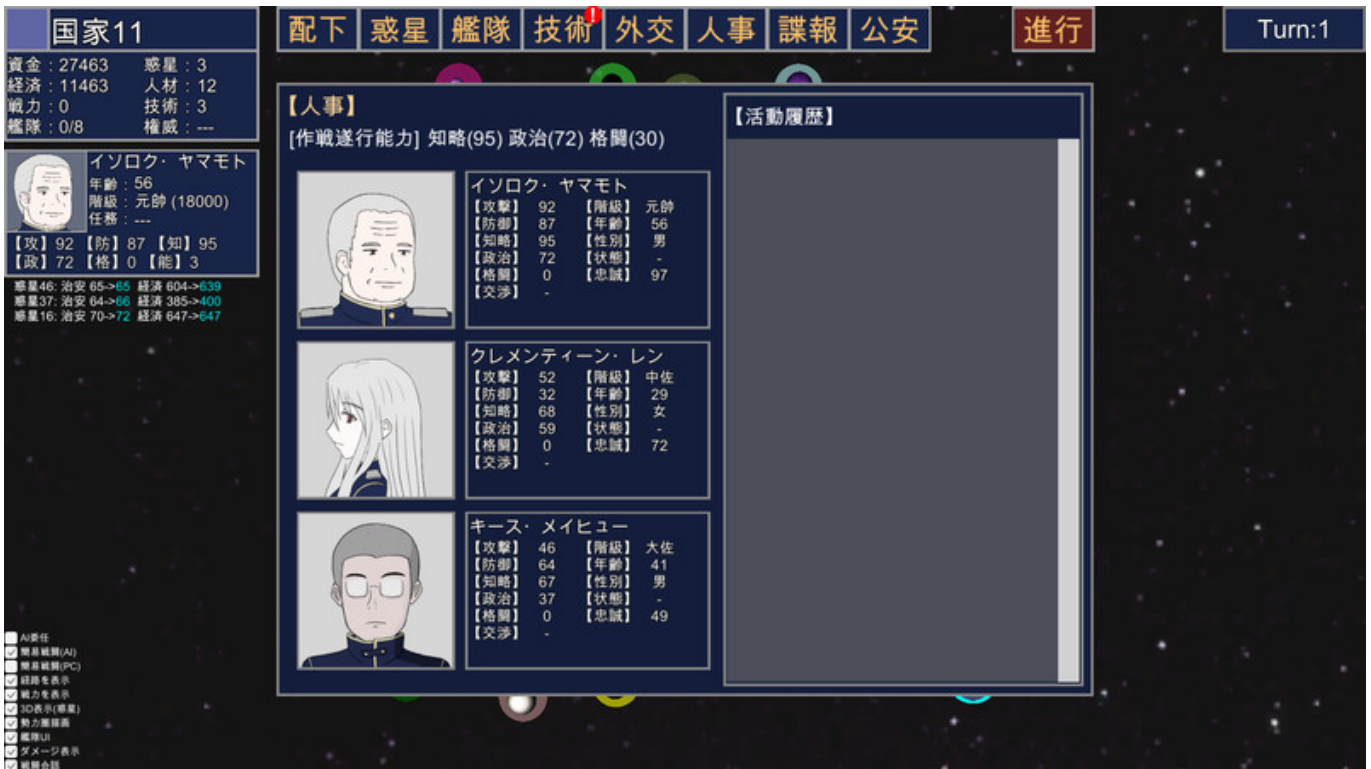 国家11
資金：27463 惑星：3
経済：11463 人材：12
戦力：0 技術：3
艦隊：0/8 権威：---
イソロク・ヤマモト
年齢：56
階級：元帥 (18000)
任務：---
【攻】92 【防】87 【知】95
【政】72 【格】0 【能】3
惑星46: 治安 65->65 経済 604->639
惑星37: 治安 64->66 経済 385->400
惑星16: 治安 70->72 経済 647->647
配下 惑星 艦隊 技術 外交 人事 諜報 公安 進行 Turn:1
【人事】
[作戦遂行能力] 知略(95) 政治(72) 格闘(30)
イソロク・ヤマモト
【攻撃】 92 【階級】 元帥
【防御】 87 【年齢】 56
【知略】 95 【性別】 男
【政治】 72 【状態】 -
【格闘】 0 【忠誠】 97
【交渉】 -
クレメンティーン・レン
【攻撃】 52 【階級】 中佐
【防御】 32 【年齢】 29
【知略】 68 【性別】 女
【政治】 59 【状態】 -
【格闘】 0 【忠誠】 72
【交渉】 -
キース・メイヒュー
【攻撃】 46 【階級】 大佐
【防御】 64 【年齢】 41
【知略】 67 【性別】 男
【政治】 37 【状態】 -
【格闘】 0 【忠誠】 49
【交渉】 -
【活動履歴】
AI委任
簡易戦闘(AI)
簡易戦闘(PC)
経路を表示
戦力を表示
3D表示(惑星)
勢力圏描画
艦隊UI
ダメージ表示
戦闘会話